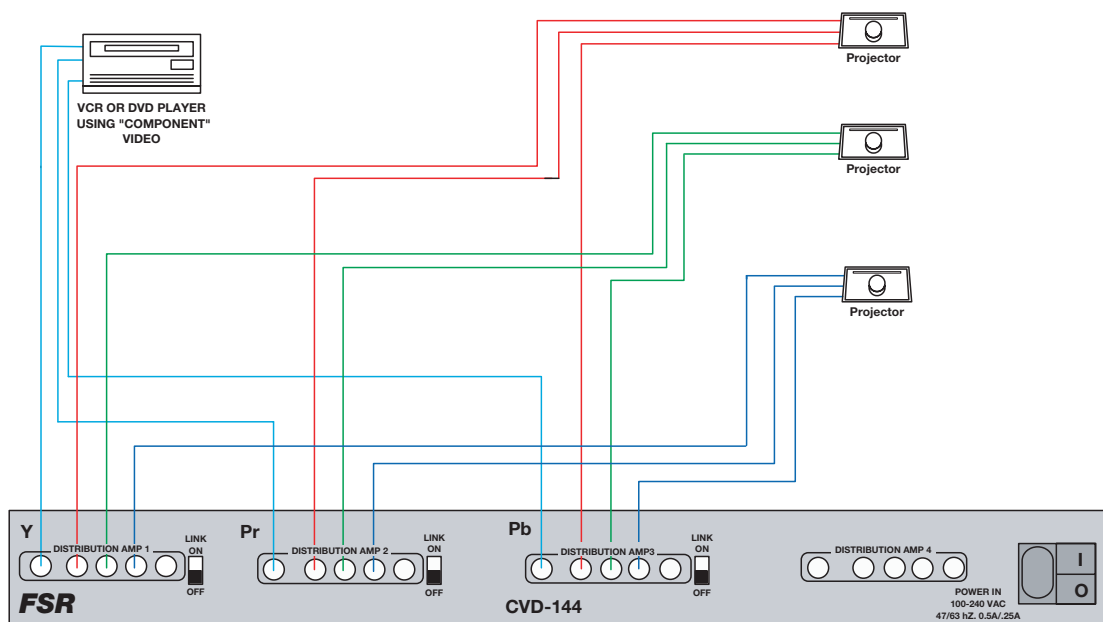 Projector
VCR OR DVD PLAYER
USING "COMPONENT"
VIDEO
Projector
Projector
Y
DISTRIBUTION AMP 1
LINK
ON
OFF
Pr
DISTRIBUTION AMP 2
LINK
ON
OFF
Pb
DISTRIBUTION AMP3
LINK
ON
OFF
DISTRIBUTION AMP 4
I
O
FSR
CVD-144
POWER IN
100-240 VAC
47/63 hZ. 0.5A/.25A